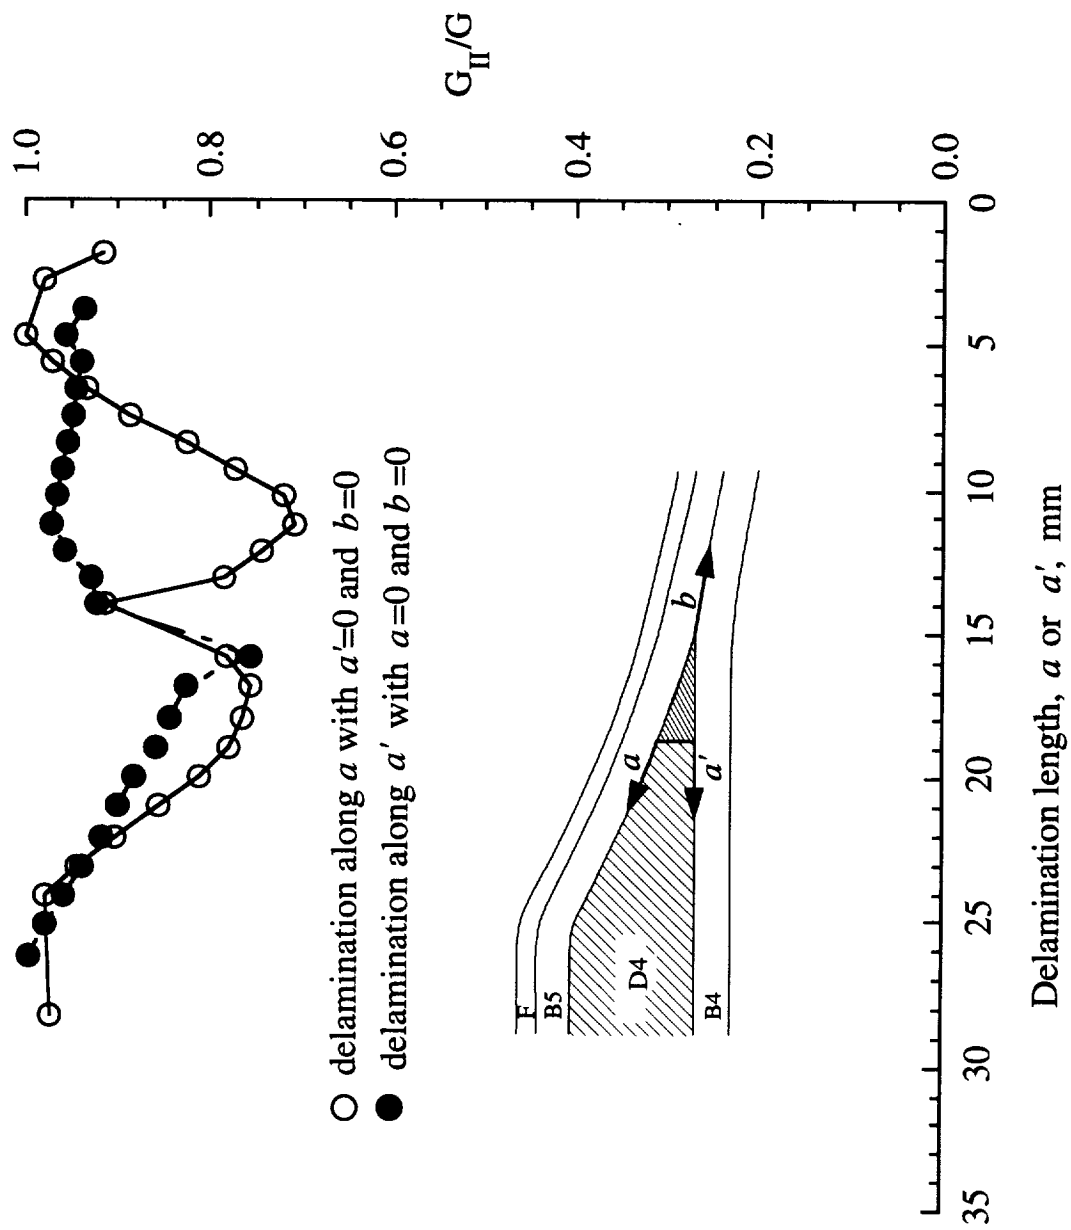 G_II/G
1.0
0.8
0.6
0.4
0.2
0.0
0
5
10
15
20
25
30
35
Delamination length, a or a', mm
delamination along a with a'=0 and b=0
delamination along a' with a=0 and b =0
F
B5
D4
B4
a
a'
b